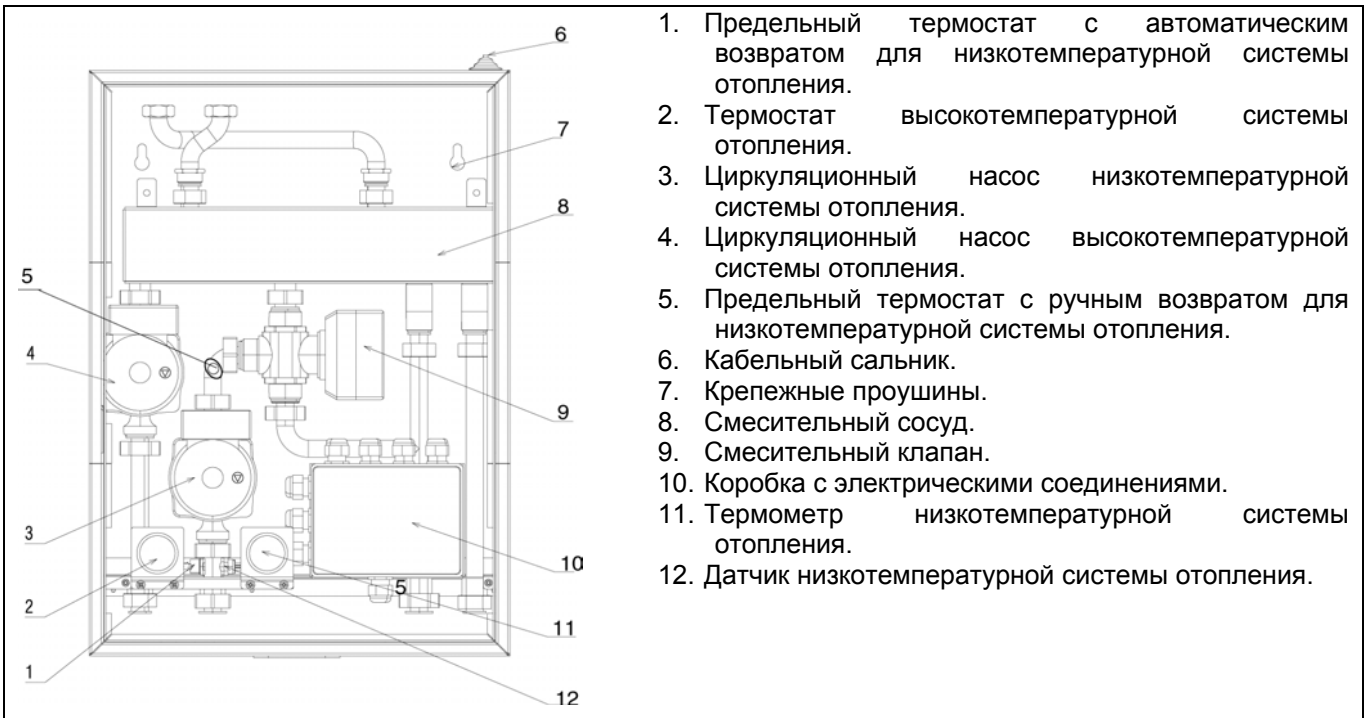 6
7
8
5
4
9
3
10
2
5
11
1
12
1. Предельный термостат с автоматическим
возвратом для низкотемпературной системы
отопления.
2. Термостат высокотемпературной системы
отопления.
3. Циркуляционный насос низкотемпературной
системы отопления.
4. Циркуляционный насос высокотемпературной
системы отопления.
5. Предельный термостат с ручным возвратом для
низкотемпературной системы отопления.
6. Кабельный сальник.
7. Крепежные проушины.
8. Смесительный сосуд.
9. Смесительный клапан.
10. Коробка с электрическими соединениями.
11. Термометр низкотемпературной системы
отопления.
12. Датчик низкотемпературной системы отопления.